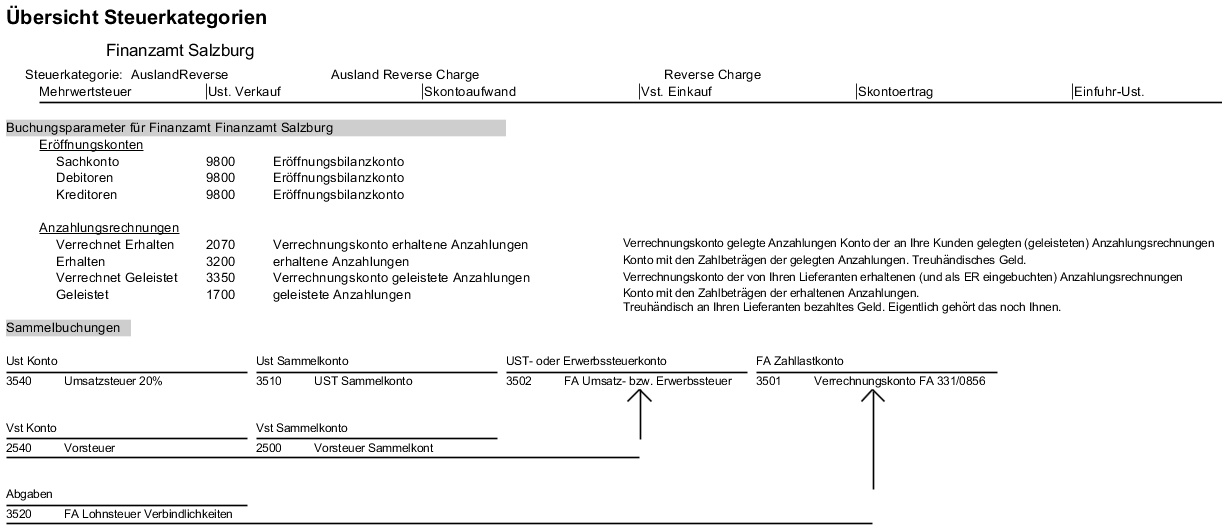 Übersicht Steuerkategorien
Finanzamt Salzburg
Steuerkategorie: AuslandReverse Ausland Reverse Charge Reverse Charge
Mehrwertsteuer Ust. Verkauf Skontoaufwand Vst. Einkauf Skontoertrag Einfuhr-Ust.
Buchungsparameter für Finanzamt Finanzamt Salzburg
Eröffnungskonten
Sachkonto 9800 Eröffnungsbilanzkonto
Debitoren 9800 Eröffnungsbilanzkonto
Kreditoren 9800 Eröffnungsbilanzkonto
Anzahlungsrechnungen
Verrechnet Erhalten 2070 Verrechnungskonto erhaltene Anzahlungen Verrechnungskonto gelegte Anzahlungen Konto der an Ihre Kunden gelegten (geleisteten) Anzahlungsrechnungen
Erhalten 3200 erhaltene Anzahlungen Konto mit den Zahlbeträgen der gelegten Anzahlungen. Treuhändisches Geld.
Verrechnet Geleistet 3350 Verrechnungskonto geleistete Anzahlungen Verrechnungskonto der von Ihren Lieferanten erhaltenen (und als ER eingebuchten) Anzahlungsrechnungen
Geleistet 1700 geleistete Anzahlungen Konto mit den Zahlbeträgen der erhaltenen Anzahlungen.
Treuhändisch an Ihren Lieferanten bezahltes Geld. Eigentlich gehört das noch Ihnen.
Sammelbuchungen
Ust Konto Ust Sammelkonto UST- oder Erwerbssteuerkonto FA Zahllastkonto
3540 Umsatzsteuer 20% 3510 UST Sammelkonto 3502 FA Umsatz- bzw. Erwerbssteuer 3501 Verrechnungskonto FA 331/0856
Vst Konto Vst Sammelkonto
2540 Vorsteuer 2500 Vorsteuer Sammelkont
Abgaben
3520 FA Lohnsteuer Verbindlichkeiten